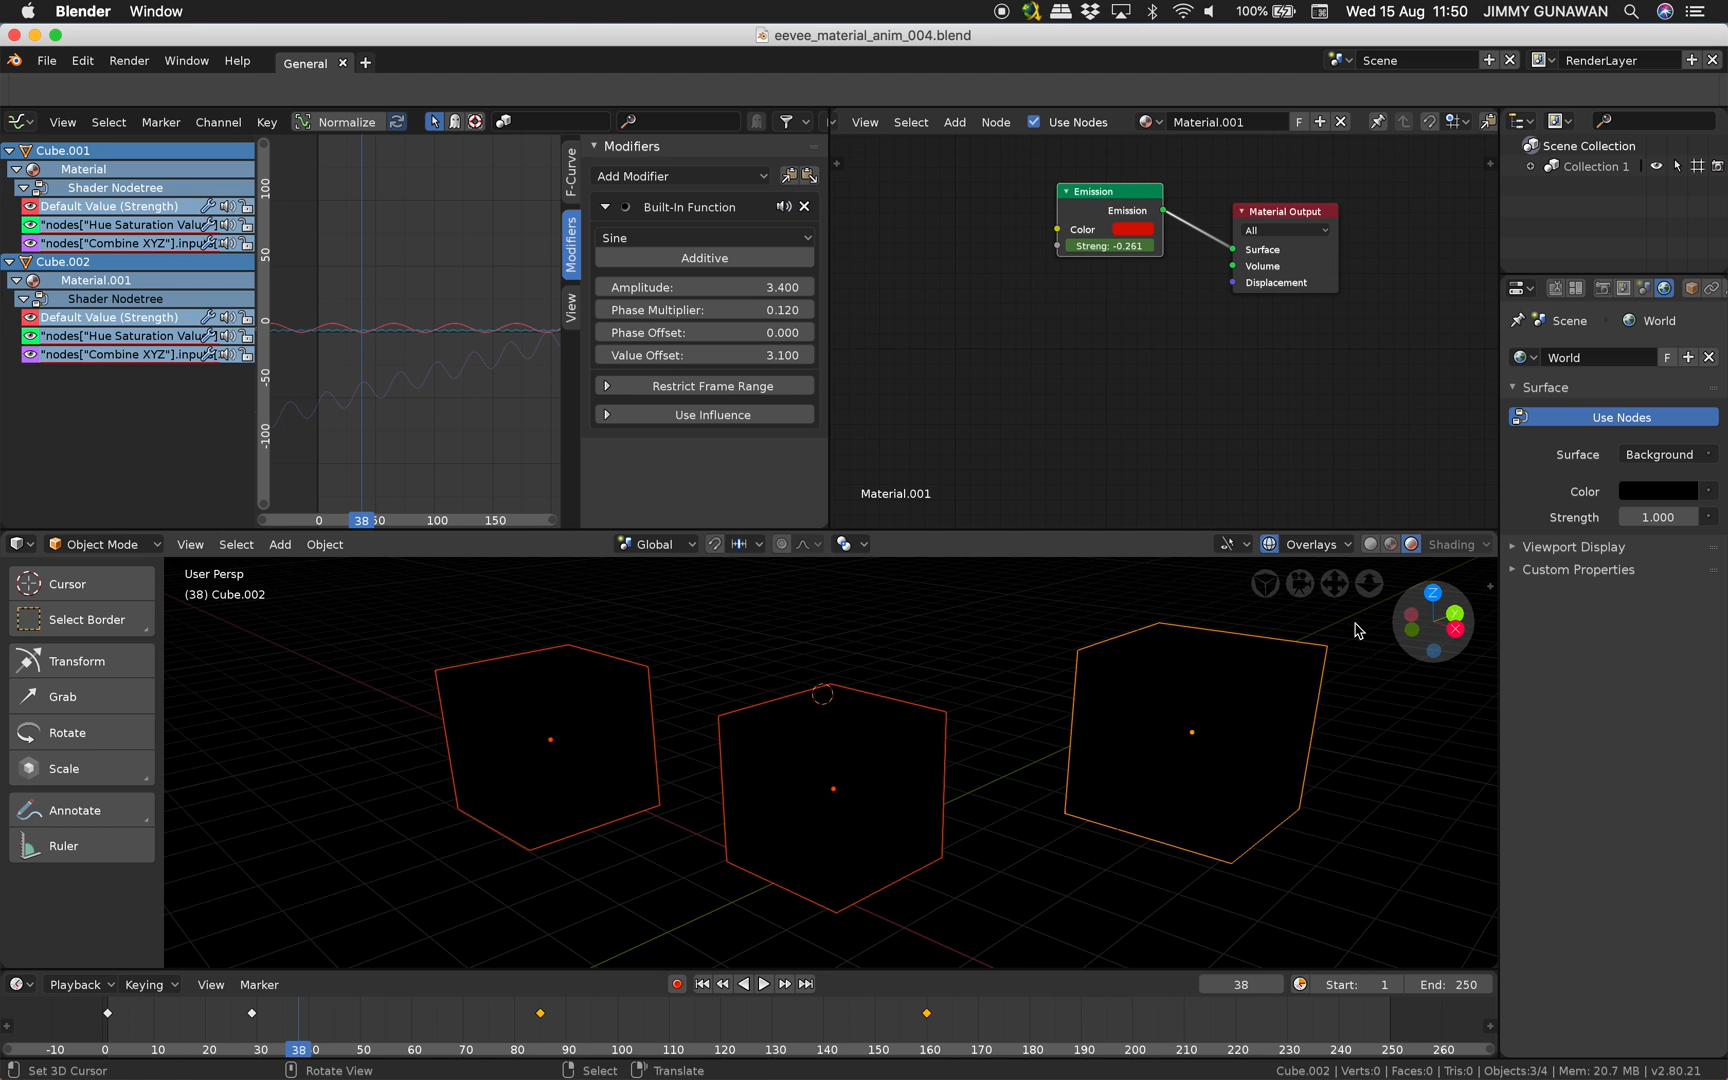 Blender Window 100% Wed 15 Aug 11:50 JIMMY GUNAWAN
eevee_material_anim_004.blend
File Edit Render Window Help General Scene RenderLayer
View Select Marker Channel Key Normalize
View Select Add Node Use Nodes Material.001 F
Cube.001
Material
Shader Nodetree
Default Value (Strength)
"nodes["Hue Saturation Valu
"nodes["Combine XYZ"].inpu
Cube.002
Material.001
Shader Nodetree
Default Value (Strength)
"nodes["Hue Saturation Valu
"nodes["Combine XYZ"].inpu
100
50
0
-50
-100
0 38 50 100 150
F-Curve
Modifiers
View
Modifiers
Add Modifier
Built-In Function
Sine
Additive
Amplitude: 3.400
Phase Multiplier: 0.120
Phase Offset: 0.000
Value Offset: 3.100
Restrict Frame Range
Use Influence
Emission
Emission
Color
Streng: -0.261
Material Output
All
Surface
Volume
Displacement
Material.001
Scene Collection
Collection 1
Scene World
World F
Surface
Use Nodes
Surface Background
Color
Strength 1.000
Viewport Display
Custom Properties
Object Mode View Select Add Object Global Overlays Shading
Cursor
Select Border
Transform
Grab
Rotate
Scale
Annotate
Ruler
User Persp
(38) Cube.002
Z
Y
X
Playback Keying View Marker 38 Start: 1 End: 250
-10 0 10 20 30 38 0 50 60 70 80 90 100 110 120 130 140 150 160 170 180 190 200 210 220 230 240 250 260
Set 3D Cursor Rotate View Select Translate Cube.002 | Verts:0 | Faces:0 | Tris:0 | Objects:3/4 | Mem: 20.7 MB | v2.80.21